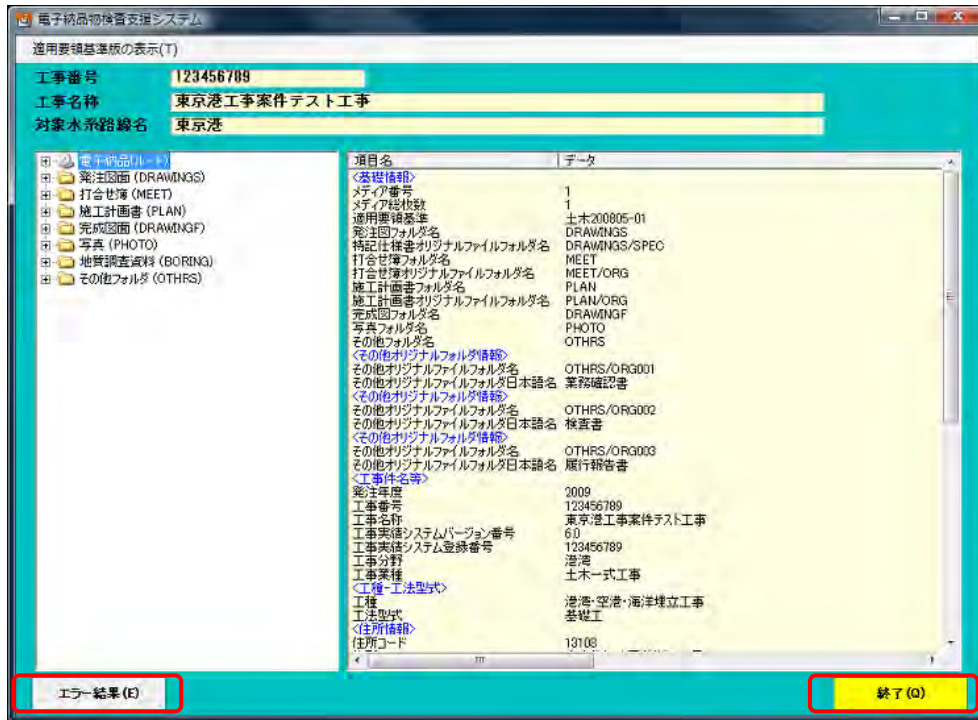 電子納品物検査支援システム
適用要領基準版の表示(T)
工事番号 123456789
工事名称 東京港工事案件テスト工事
対象水系路線名 東京港
電子納品(ルート)
発注図面 (DRAWINGS)
打合せ簿 (MEET)
施工計画書 (PLAN)
完成図面 (DRAWINGF)
写真 (PHOTO)
地質調査資料 (BORING)
その他フォルダ (OTHRS)
項目名 データ
<基礎情報>
メディア番号 1
メディア総枚数 1
適用要領基準 土木200805-01
発注図フォルダ名 DRAWINGS
特記仕様書オリジナルファイルフォルダ名 DRAWINGS/SPEC
打合せ簿フォルダ名 MEET
打合せ簿オリジナルファイルフォルダ名 MEET/ORG
施工計画書フォルダ名 PLAN
施工計画書オリジナルファイルフォルダ名 PLAN/ORG
完成図フォルダ名 DRAWINGF
写真フォルダ名 PHOTO
その他フォルダ名 OTHRS
<その他オリジナルフォルダ情報>
その他オリジナルファイルフォルダ名 OTHRS/ORG001
その他オリジナルファイルフォルダ日本語名 業務確認書
<その他オリジナルフォルダ情報>
その他オリジナルファイルフォルダ名 OTHRS/ORG002
その他オリジナルファイルフォルダ日本語名 検査書
<その他オリジナルフォルダ情報>
その他オリジナルファイルフォルダ名 OTHRS/ORG003
その他オリジナルファイルフォルダ日本語名 履行報告書
<工事件名等>
発注年度 2009
工事番号 123456789
工事名称 東京港工事案件テスト工事
工事実績システムバージョン番号 6.0
工事実績システム登録番号 123456789
工事分野 港湾
工事業種 土木一式工事
<工種-工法型式>
工種 港湾・空港・海洋埋立工事
工法型式 基礎工
<住所情報>
住所コード 13108
エラー結果(E)
終了(Q)